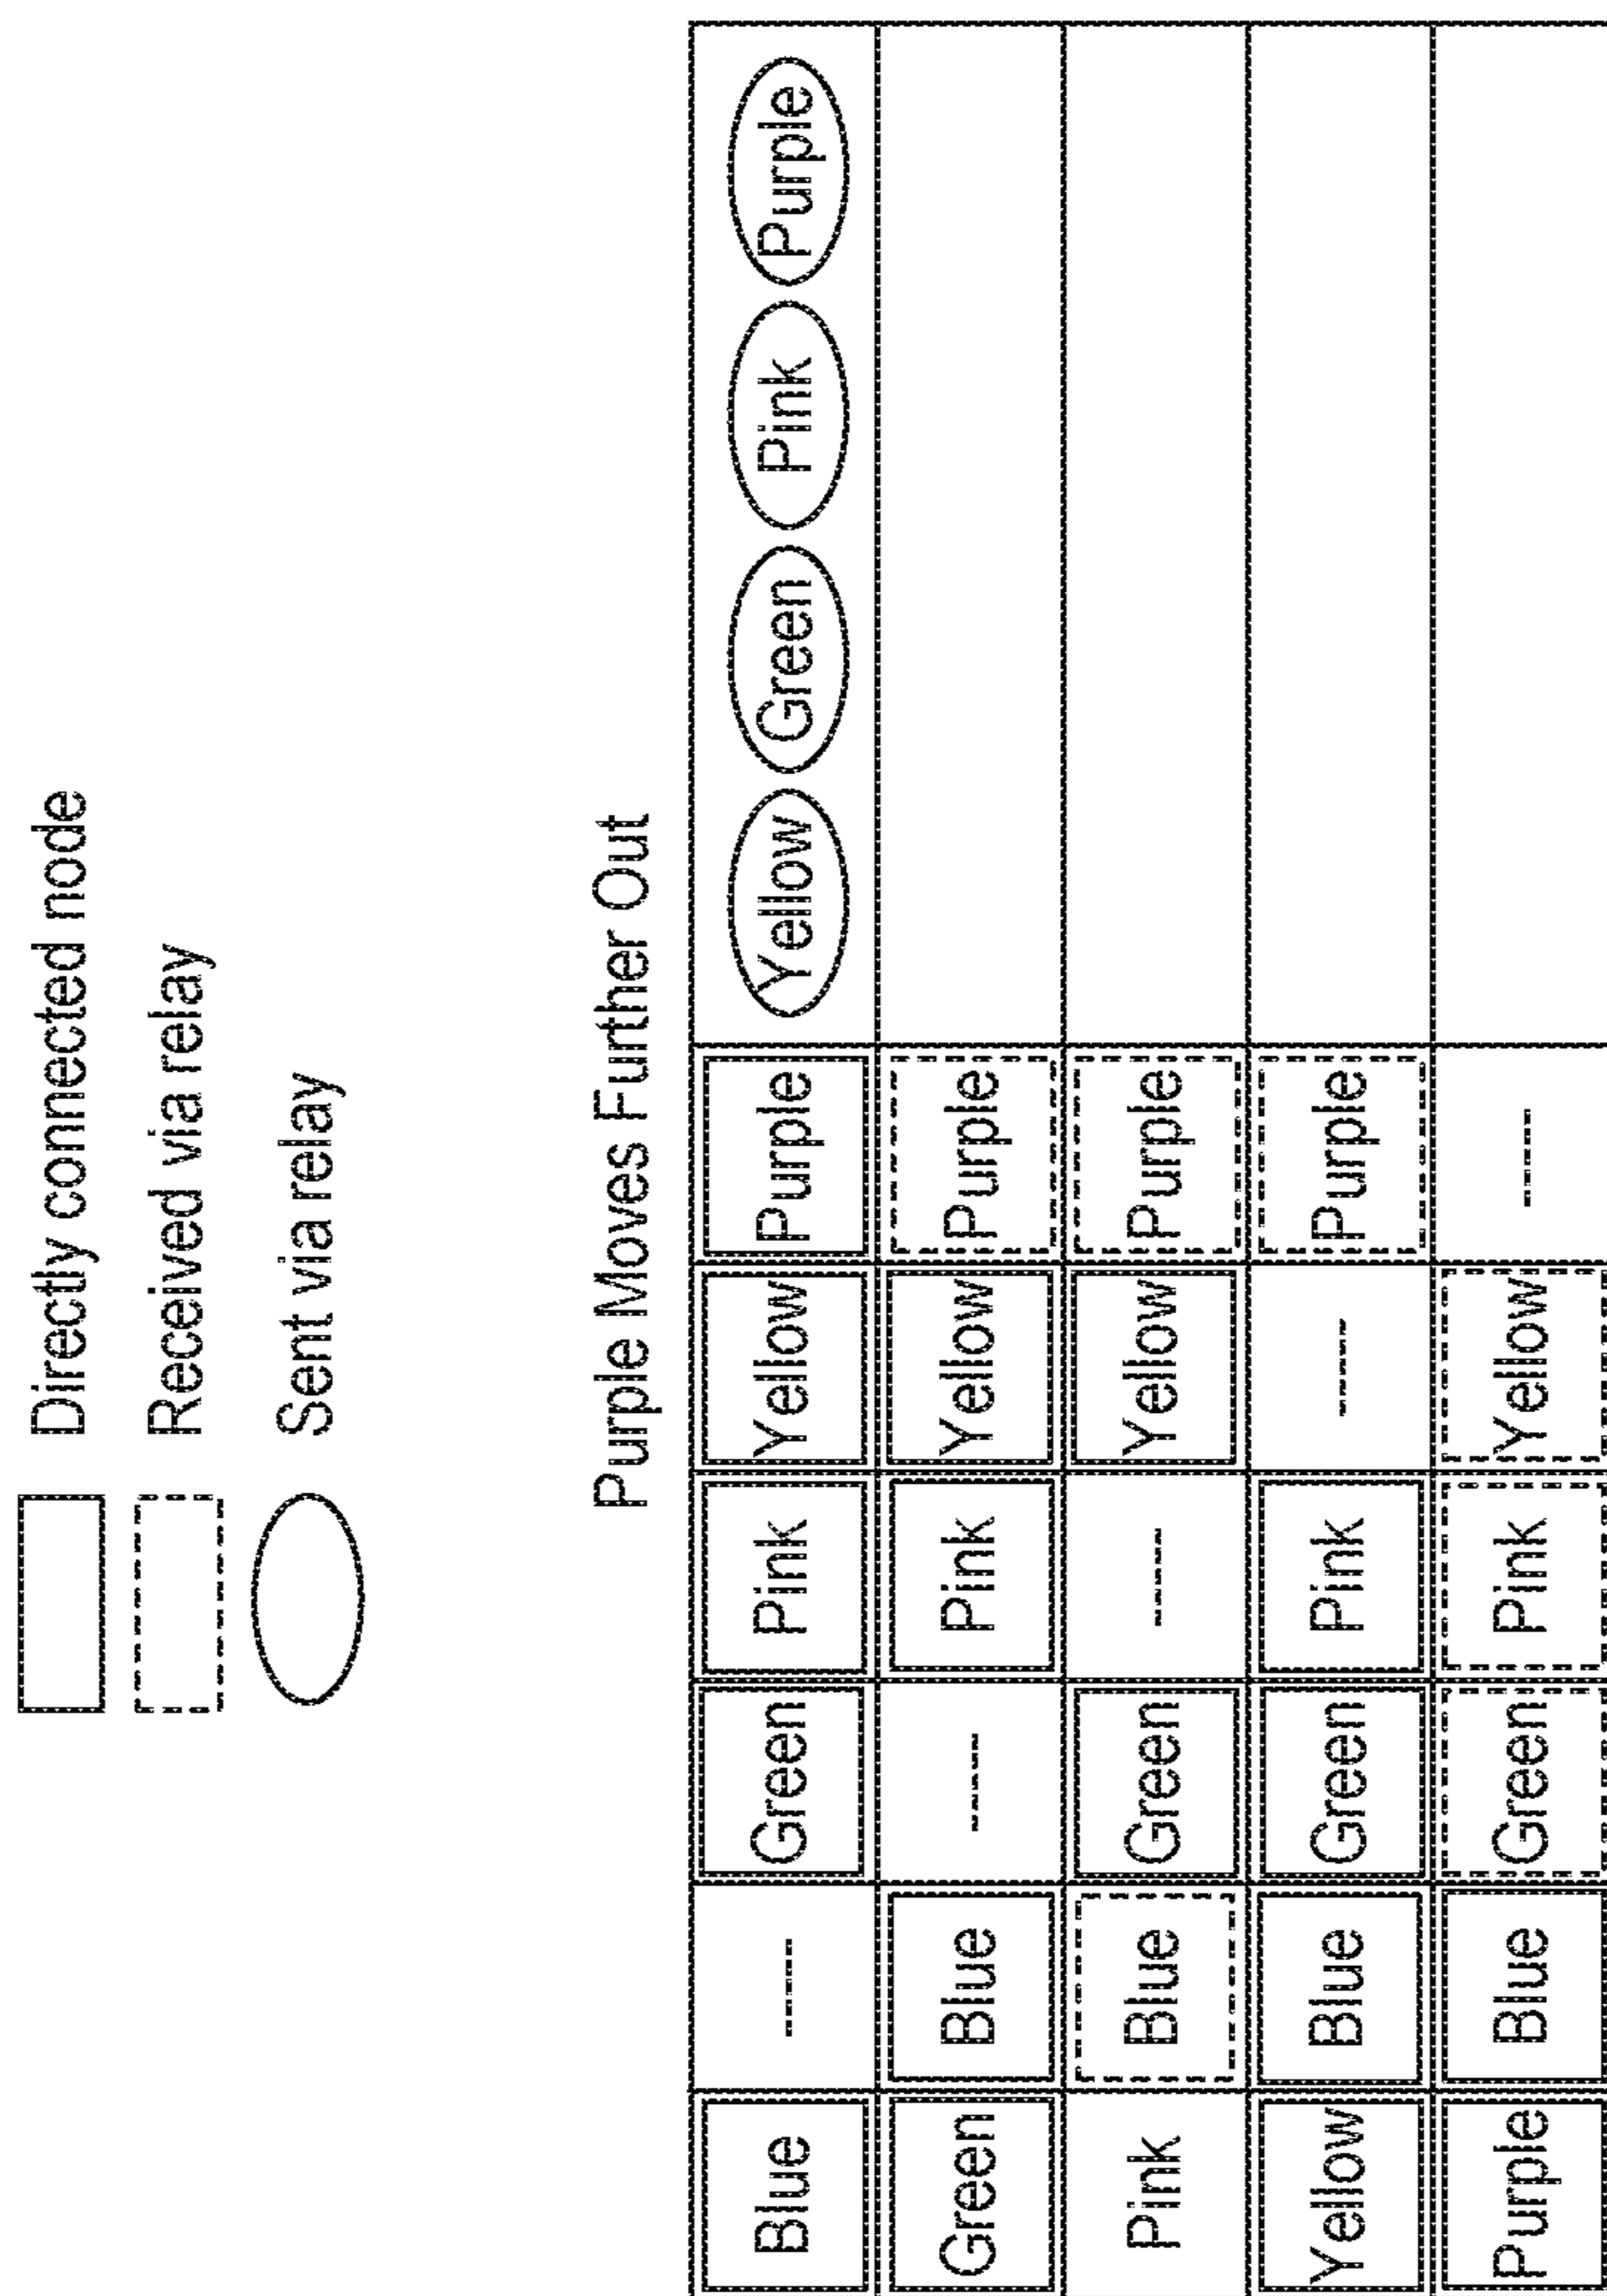 Directly connected node
Received via relay
Sent via relay
Purple Moves Further Out
Blue ----- Green Pink Yellow Purple Yellow Green Pink Purple
Green Blue ----- Pink Yellow Purple
Pink Blue Green ----- Yellow Purple
Yellow Blue Green Pink ----- Purple
Purple Blue Green Pink Yellow -----